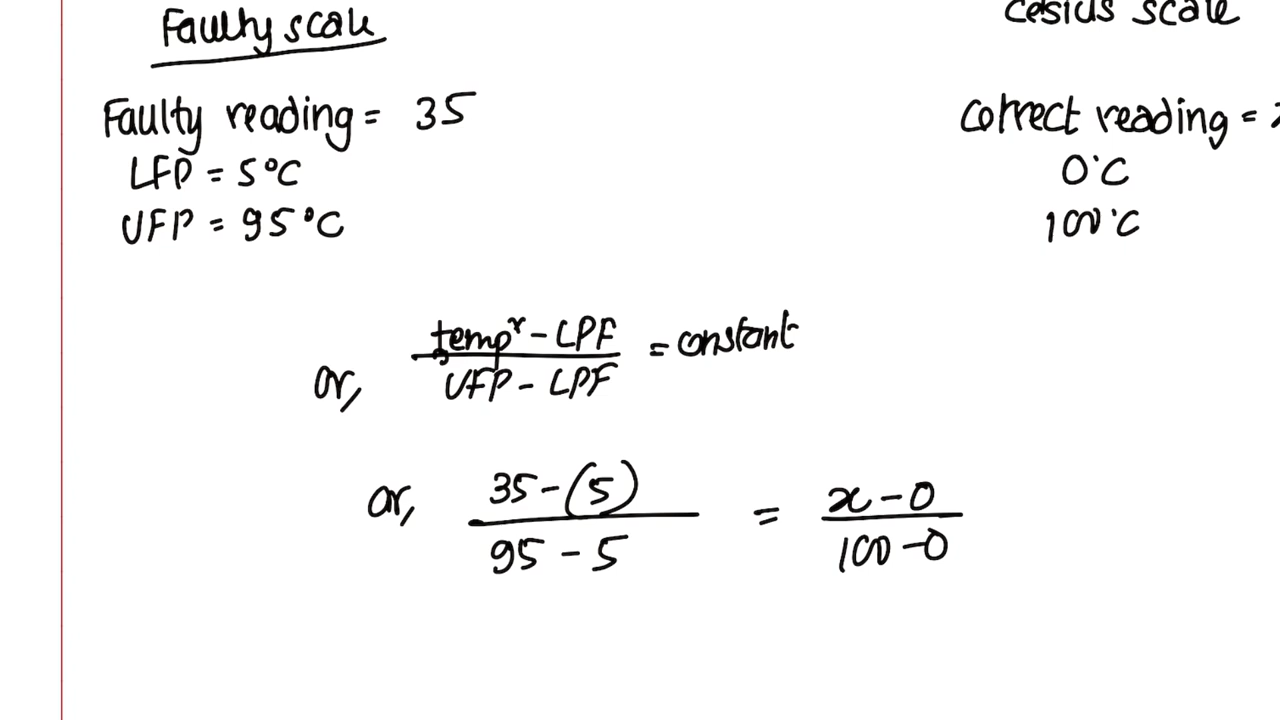 Faulty scale
Celsius scale
Faulty reading = 35
Correct reading =
LFP = 5°C
0°C
UFP = 95°C
100°C
or, temp^r - LPF / UFP - LPF = constant
or, 35 - (5) / 95 - 5 = x - 0 / 100 - 0